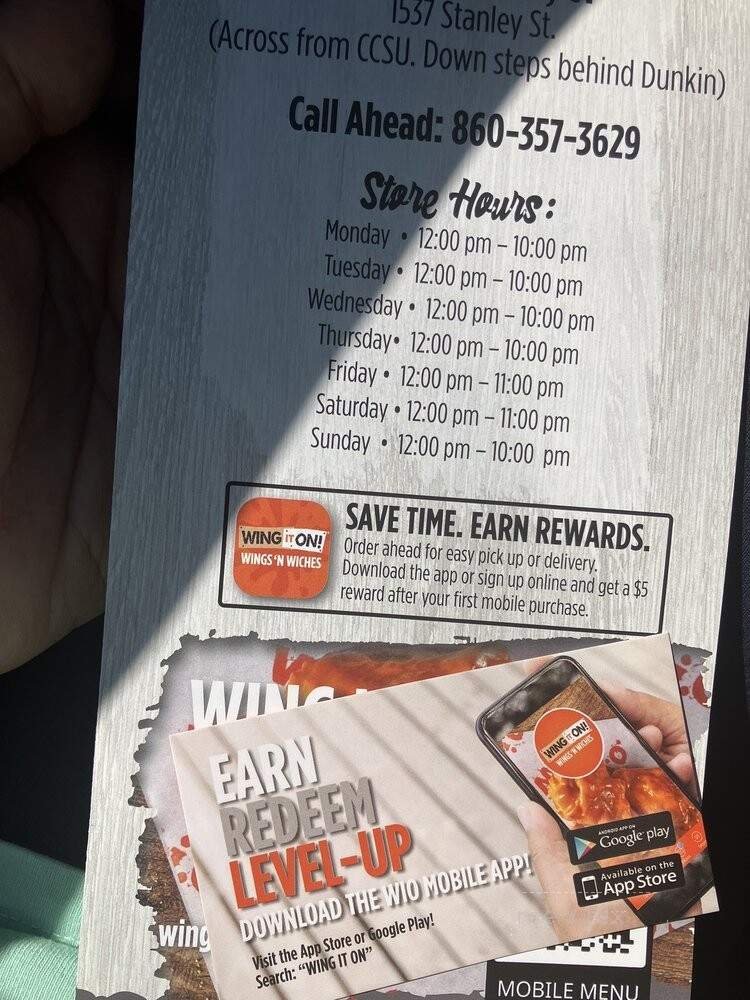 1537 Stanley St.
(Across from CCSU. Down steps behind Dunkin)
Call Ahead: 860-357-3629
Store Hours:
Monday • 12:00 pm – 10:00 pm
Tuesday • 12:00 pm – 10:00 pm
Wednesday • 12:00 pm – 10:00 pm
Thursday • 12:00 pm – 10:00 pm
Friday • 12:00 pm – 11:00 pm
Saturday • 12:00 pm – 11:00 pm
Sunday • 12:00 pm – 10:00 pm
WING IT ON!
WINGS 'N WICHES
SAVE TIME. EARN REWARDS.
Order ahead for easy pick up or delivery.
Download the app or sign up online and get a $5
reward after your first mobile purchase.
WING
EARN
REDEEM
LEVEL-UP
DOWNLOAD THE WIO MOBILE APP!
Visit the App Store or Google Play!
Search: "WING IT ON"
WING IT ON!
WINGS 'N WICHES
ANDROID APP ON
Google play
Available on the
App Store
wing
MOBILE MENU